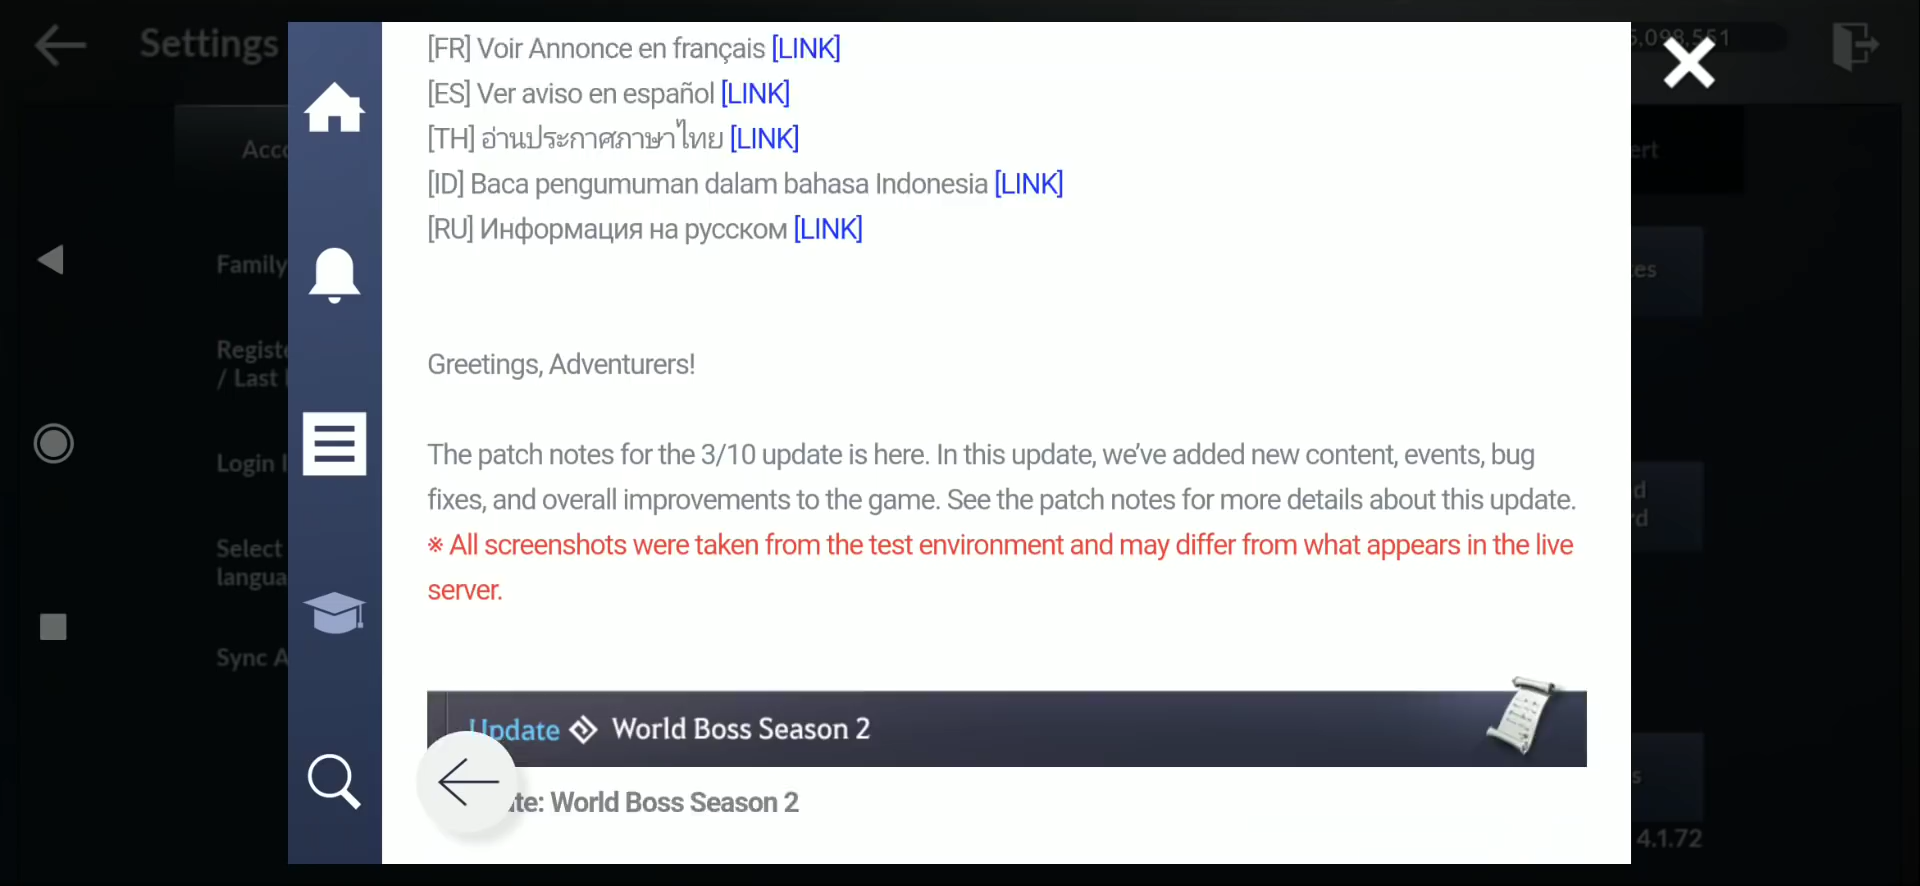 Settings
5,098,551
[FR] Voir Annonce en français [LINK]
[ES] Ver aviso en español [LINK]
[TH] อ่านประกาศภาษาไทย [LINK]
[ID] Baca pengumuman dalam bahasa Indonesia [LINK]
[RU] Информация на русском [LINK]
Family
/ Last
Login
Select
Sync A
Greetings, Adventurers!
The patch notes for the 3/10 update is here. In this update, we've added new content, events, bug
fixes, and overall improvements to the game. See the patch notes for more details about this update.
※ All screenshots were taken from the test environment and may differ from what appears in the live
server.
Update World Boss Season 2
te: World Boss Season 2
4.1.72